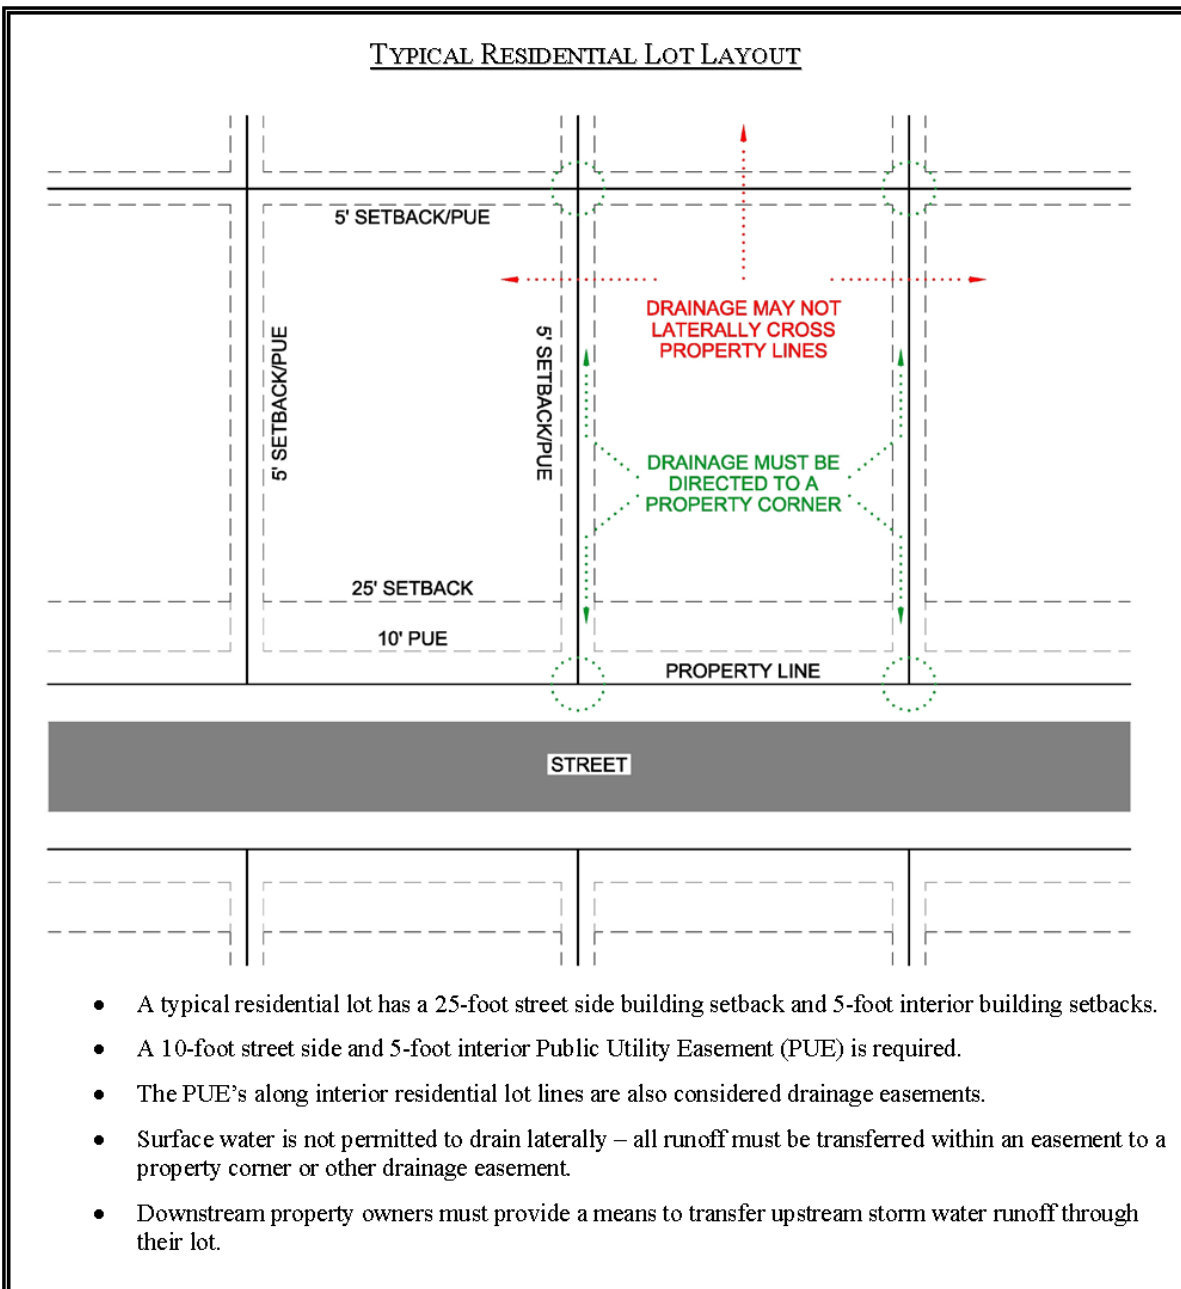 TYPICAL RESIDENTIAL LOT LAYOUT
5' SETBACK/PUE
5' SETBACK/PUE
5' SETBACK/PUE
DRAINAGE MAY NOT
LATERALLY CROSS
PROPERTY LINES
DRAINAGE MUST BE
DIRECTED TO A
PROPERTY CORNER
25' SETBACK
10' PUE
PROPERTY LINE
STREET
• A typical residential lot has a 25-foot street side building setback and 5-foot interior building setbacks.
• A 10-foot street side and 5-foot interior Public Utility Easement (PUE) is required.
• The PUE’s along interior residential lot lines are also considered drainage easements.
• Surface water is not permitted to drain laterally – all runoff must be transferred within an easement to a
property corner or other drainage easement.
• Downstream property owners must provide a means to transfer upstream storm water runoff through
their lot.